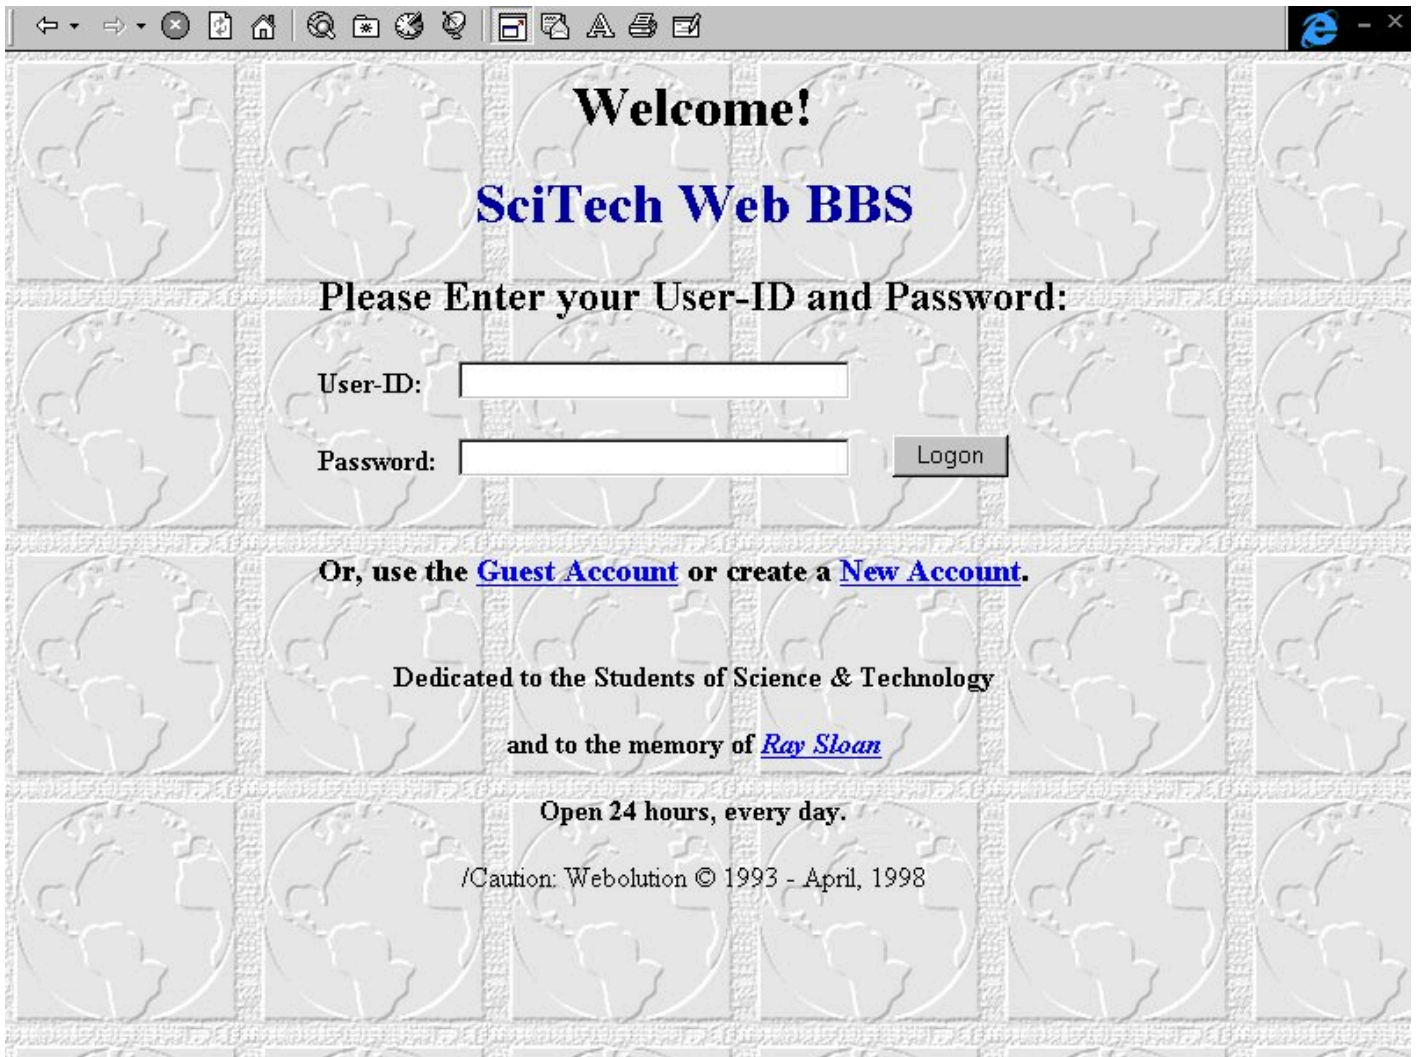 Welcome!
SciTech Web BBS
Please Enter your User-ID and Password:
User-ID:
Password:
Logon
Or, use the Guest Account or create a New Account.
Dedicated to the Students of Science & Technology
and to the memory of Ray Sloan
Open 24 hours, every day.
/Caution: Webolution © 1993 - April, 1998